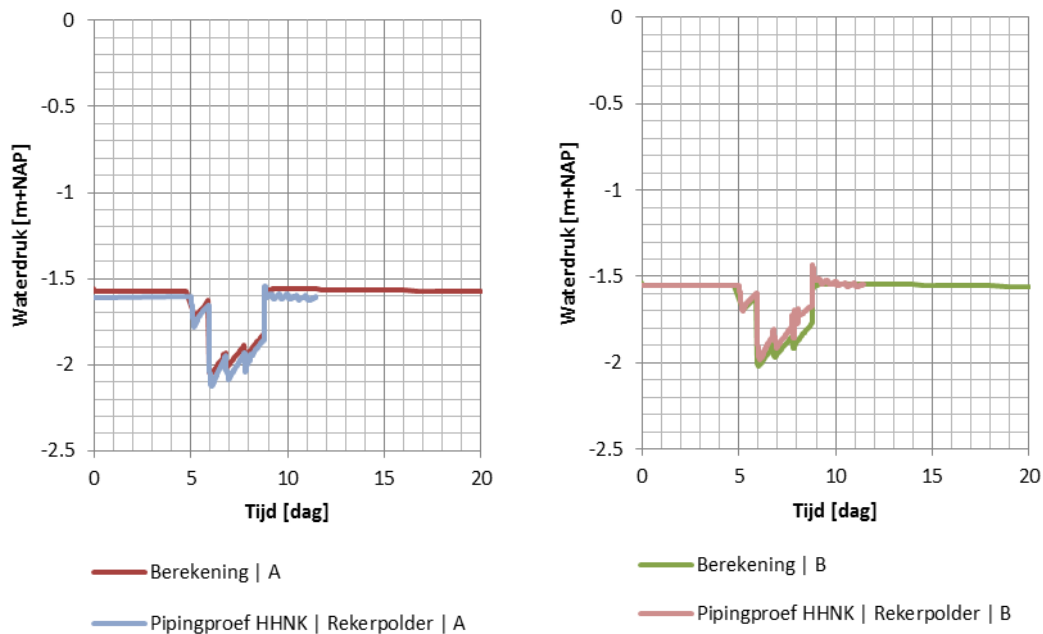 0
-0.5
-1
-1.5
-2
-2.5
Waterdruk [m+NAP]
0 5 10 15 20
Tijd [dag]
Berekening | A
Pipingproef HHNK | Rekerpolder | A
0
-0.5
-1
-1.5
-2
-2.5
Waterdruk [m+NAP]
0 5 10 15 20
Tijd [dag]
Berekening | B
Pipingproef HHNK | Rekerpolder | B